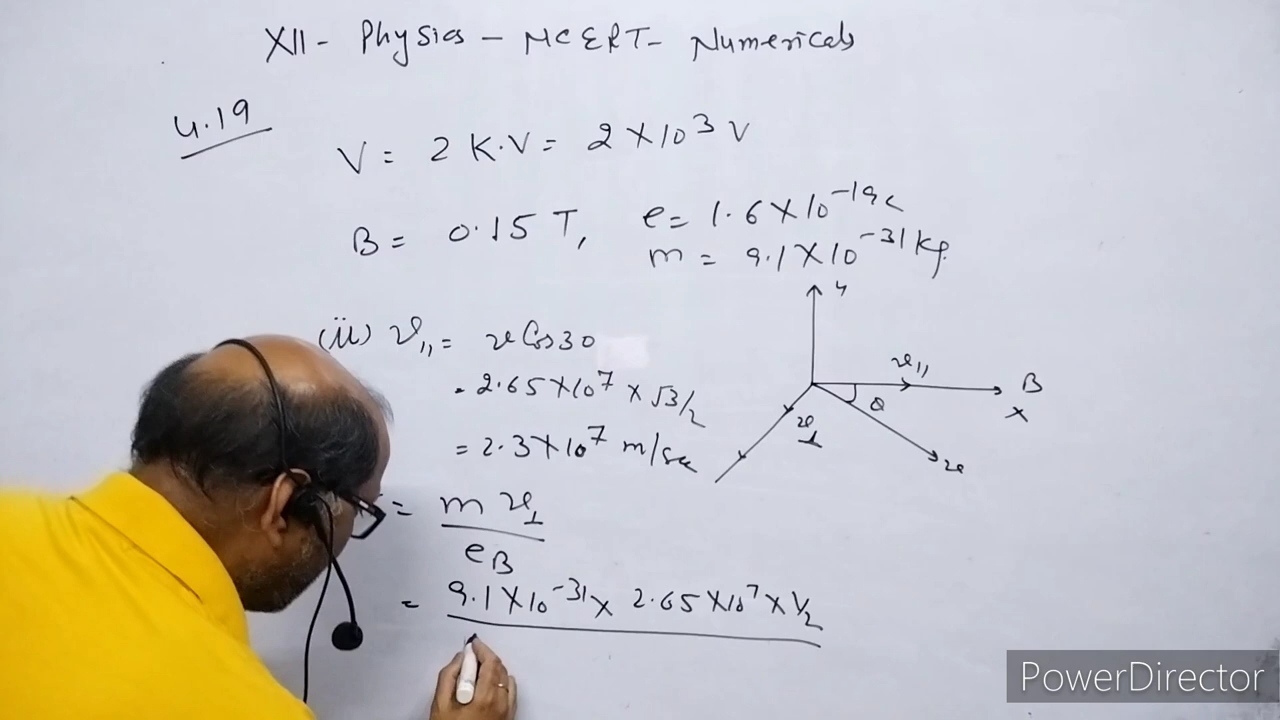 XII - Physics - NCERT - Numericals
4.19
V = 2 K.V = 2 × 10³ V
B = 0.15 T, e = 1.6 × 10⁻¹⁹ c
m = 9.1 × 10⁻³¹ kg.
(ii) v₁₁ = v Cos 30
= 2.65 × 10⁷ × √3/2
= 2.3 × 10⁷ m/sec
= m v⊥ / eB
= 9.1 × 10⁻³¹ × 2.65 × 10⁷ × 1/2
y
v₁₁
B
x
θ
v⊥
v
PowerDirector